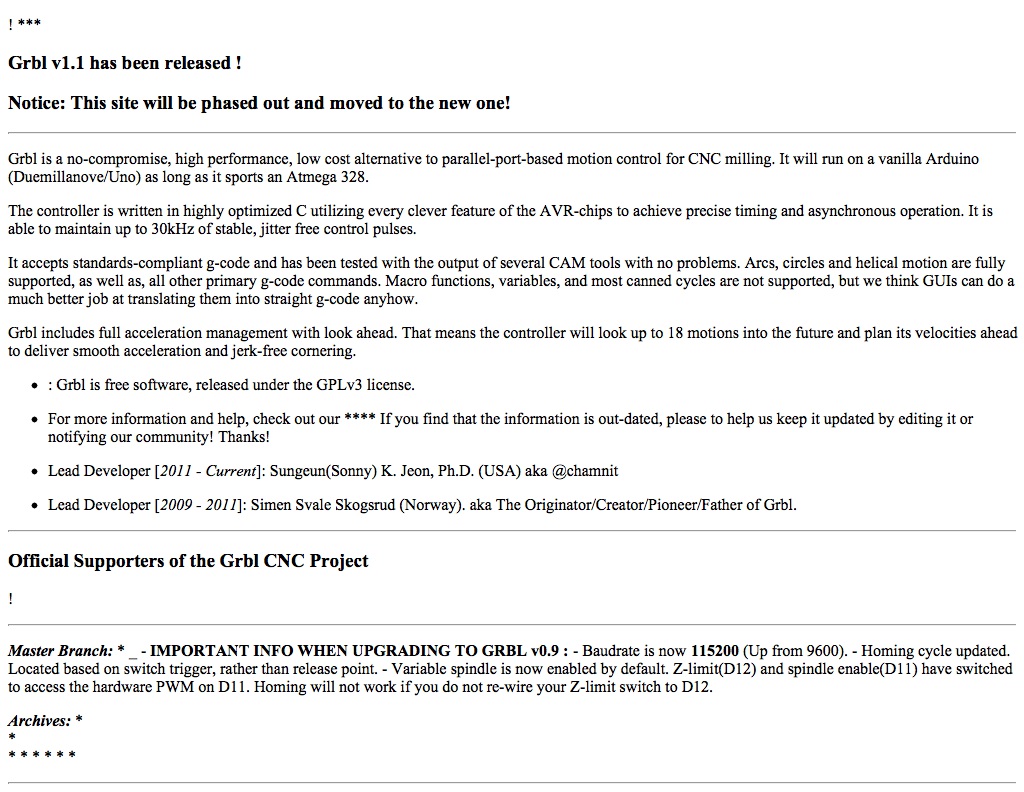 ! ***
Grbl v1.1 has been released !
Notice: This site will be phased out and moved to the new one!
Grbl is a no-compromise, high performance, low cost alternative to parallel-port-based motion control for CNC milling. It will run on a vanilla Arduino
(Duemillanove/Uno) as long as it sports an Atmega 328.
The controller is written in highly optimized C utilizing every clever feature of the AVR-chips to achieve precise timing and asynchronous operation. It is
able to maintain up to 30kHz of stable, jitter free control pulses.
It accepts standards-compliant g-code and has been tested with the output of several CAM tools with no problems. Arcs, circles and helical motion are fully
supported, as well as, all other primary g-code commands. Macro functions, variables, and most canned cycles are not supported, but we think GUIs can do a
much better job at translating them into straight g-code anyhow.
Grbl includes full acceleration management with look ahead. That means the controller will look up to 18 motions into the future and plan its velocities ahead
to deliver smooth acceleration and jerk-free cornering.
• : Grbl is free software, released under the GPLv3 license.
• For more information and help, check out our **** If you find that the information is out-dated, please to help us keep it updated by editing it or
notifying our community! Thanks!
• Lead Developer [2011 - Current]: Sungeun(Sonny) K. Jeon, Ph.D. (USA) aka @chamnit
• Lead Developer [2009 - 2011]: Simen Svale Skogsrud (Norway). aka The Originator/Creator/Pioneer/Father of Grbl.
Official Supporters of the Grbl CNC Project
!
Master Branch: * _ - IMPORTANT INFO WHEN UPGRADING TO GRBL v0.9 : - Baudrate is now 115200 (Up from 9600). - Homing cycle updated.
Located based on switch trigger, rather than release point. - Variable spindle is now enabled by default. Z-limit(D12) and spindle enable(D11) have switched
to access the hardware PWM on D11. Homing will not work if you do not re-wire your Z-limit switch to D12.
Archives: *
*
* * * * * *